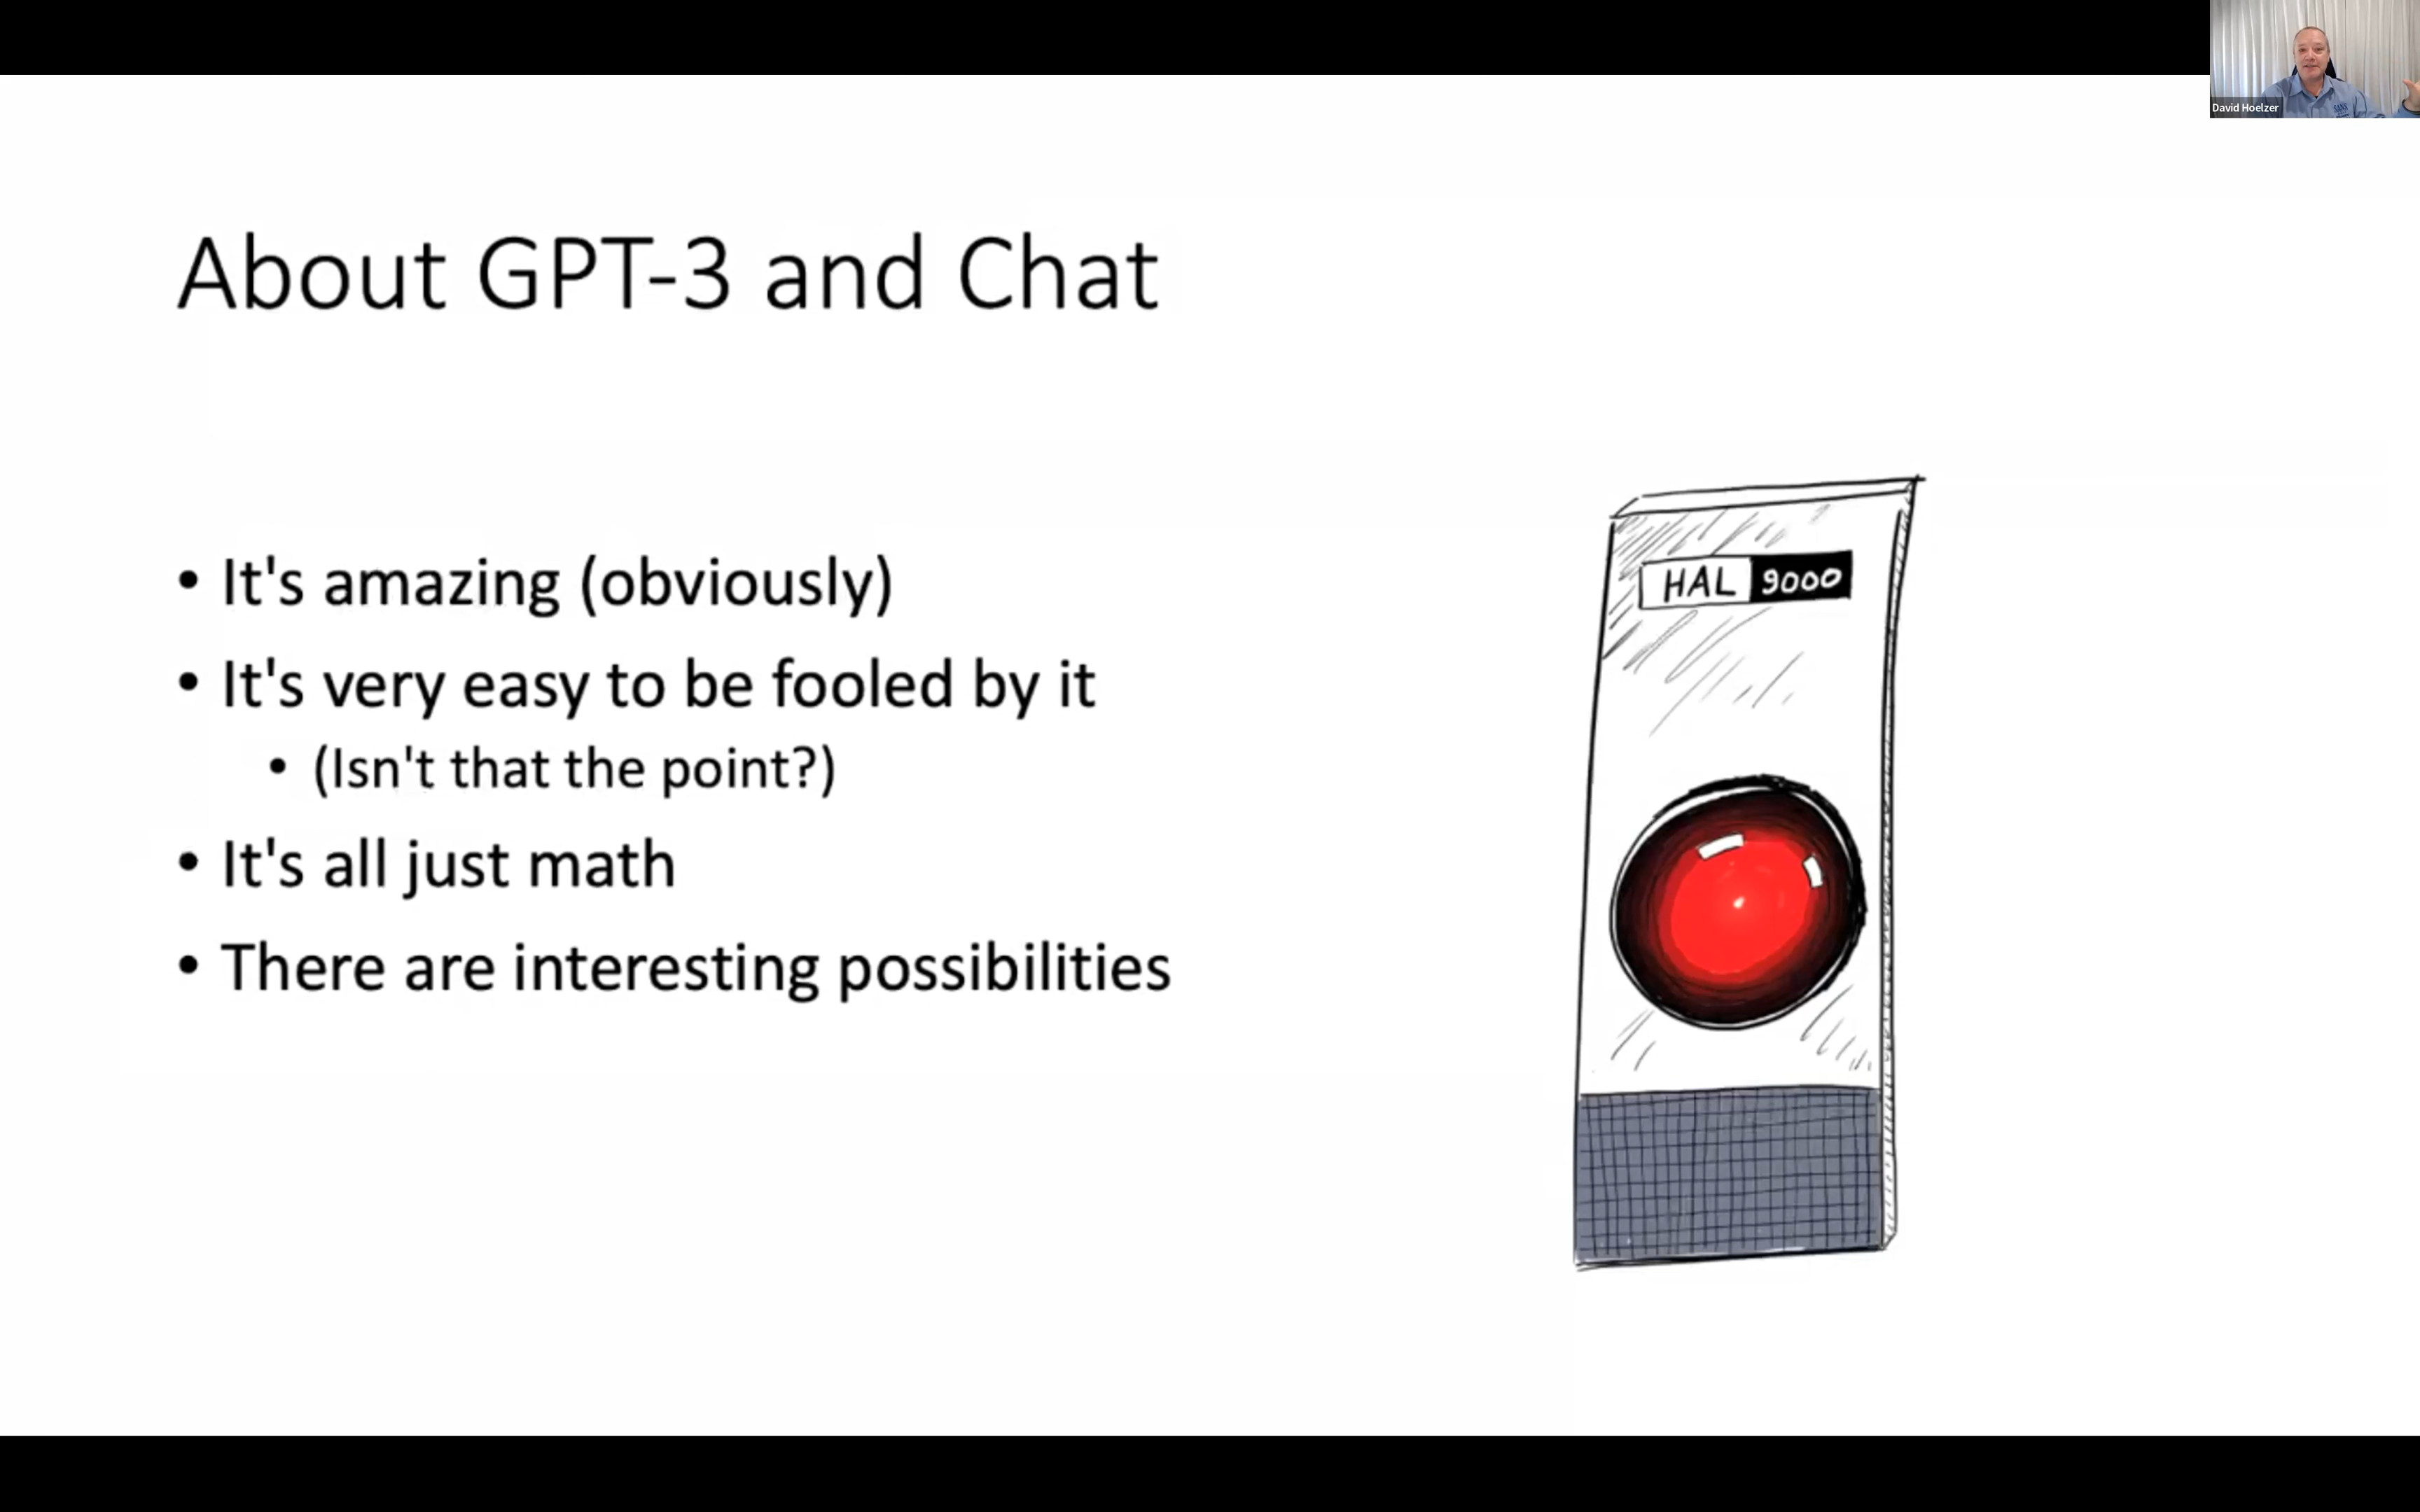 David Hoelzer
About GPT-3 and Chat
• It's amazing (obviously)
• It's very easy to be fooled by it
• (Isn't that the point?)
• It's all just math
• There are interesting possibilities
HAL 9000